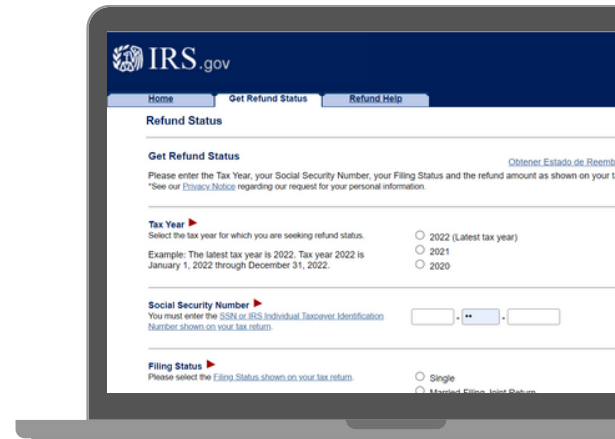 IRS.gov
Home Get Refund Status Refund Help
Refund Status
Get Refund Status
Obtener Estado de Reemb
Please enter the Tax Year, your Social Security Number, your Filing Status and the refund amount as shown on your t
*See our Privacy Notice regarding our request for your personal information.
Tax Year
Select the tax year for which you are seeking refund status.
2022 (Latest tax year)
2021
Example: The latest tax year is 2022. Tax year 2022 is
January 1, 2022 through December 31, 2022.
2020
Social Security Number
You must enter the SSN or IRS Individual Taxpayer Identification
Number shown on your tax return.
- •• -
Filing Status
Please select the Filing Status shown on your tax return.
Single
Married Filing Joint Return